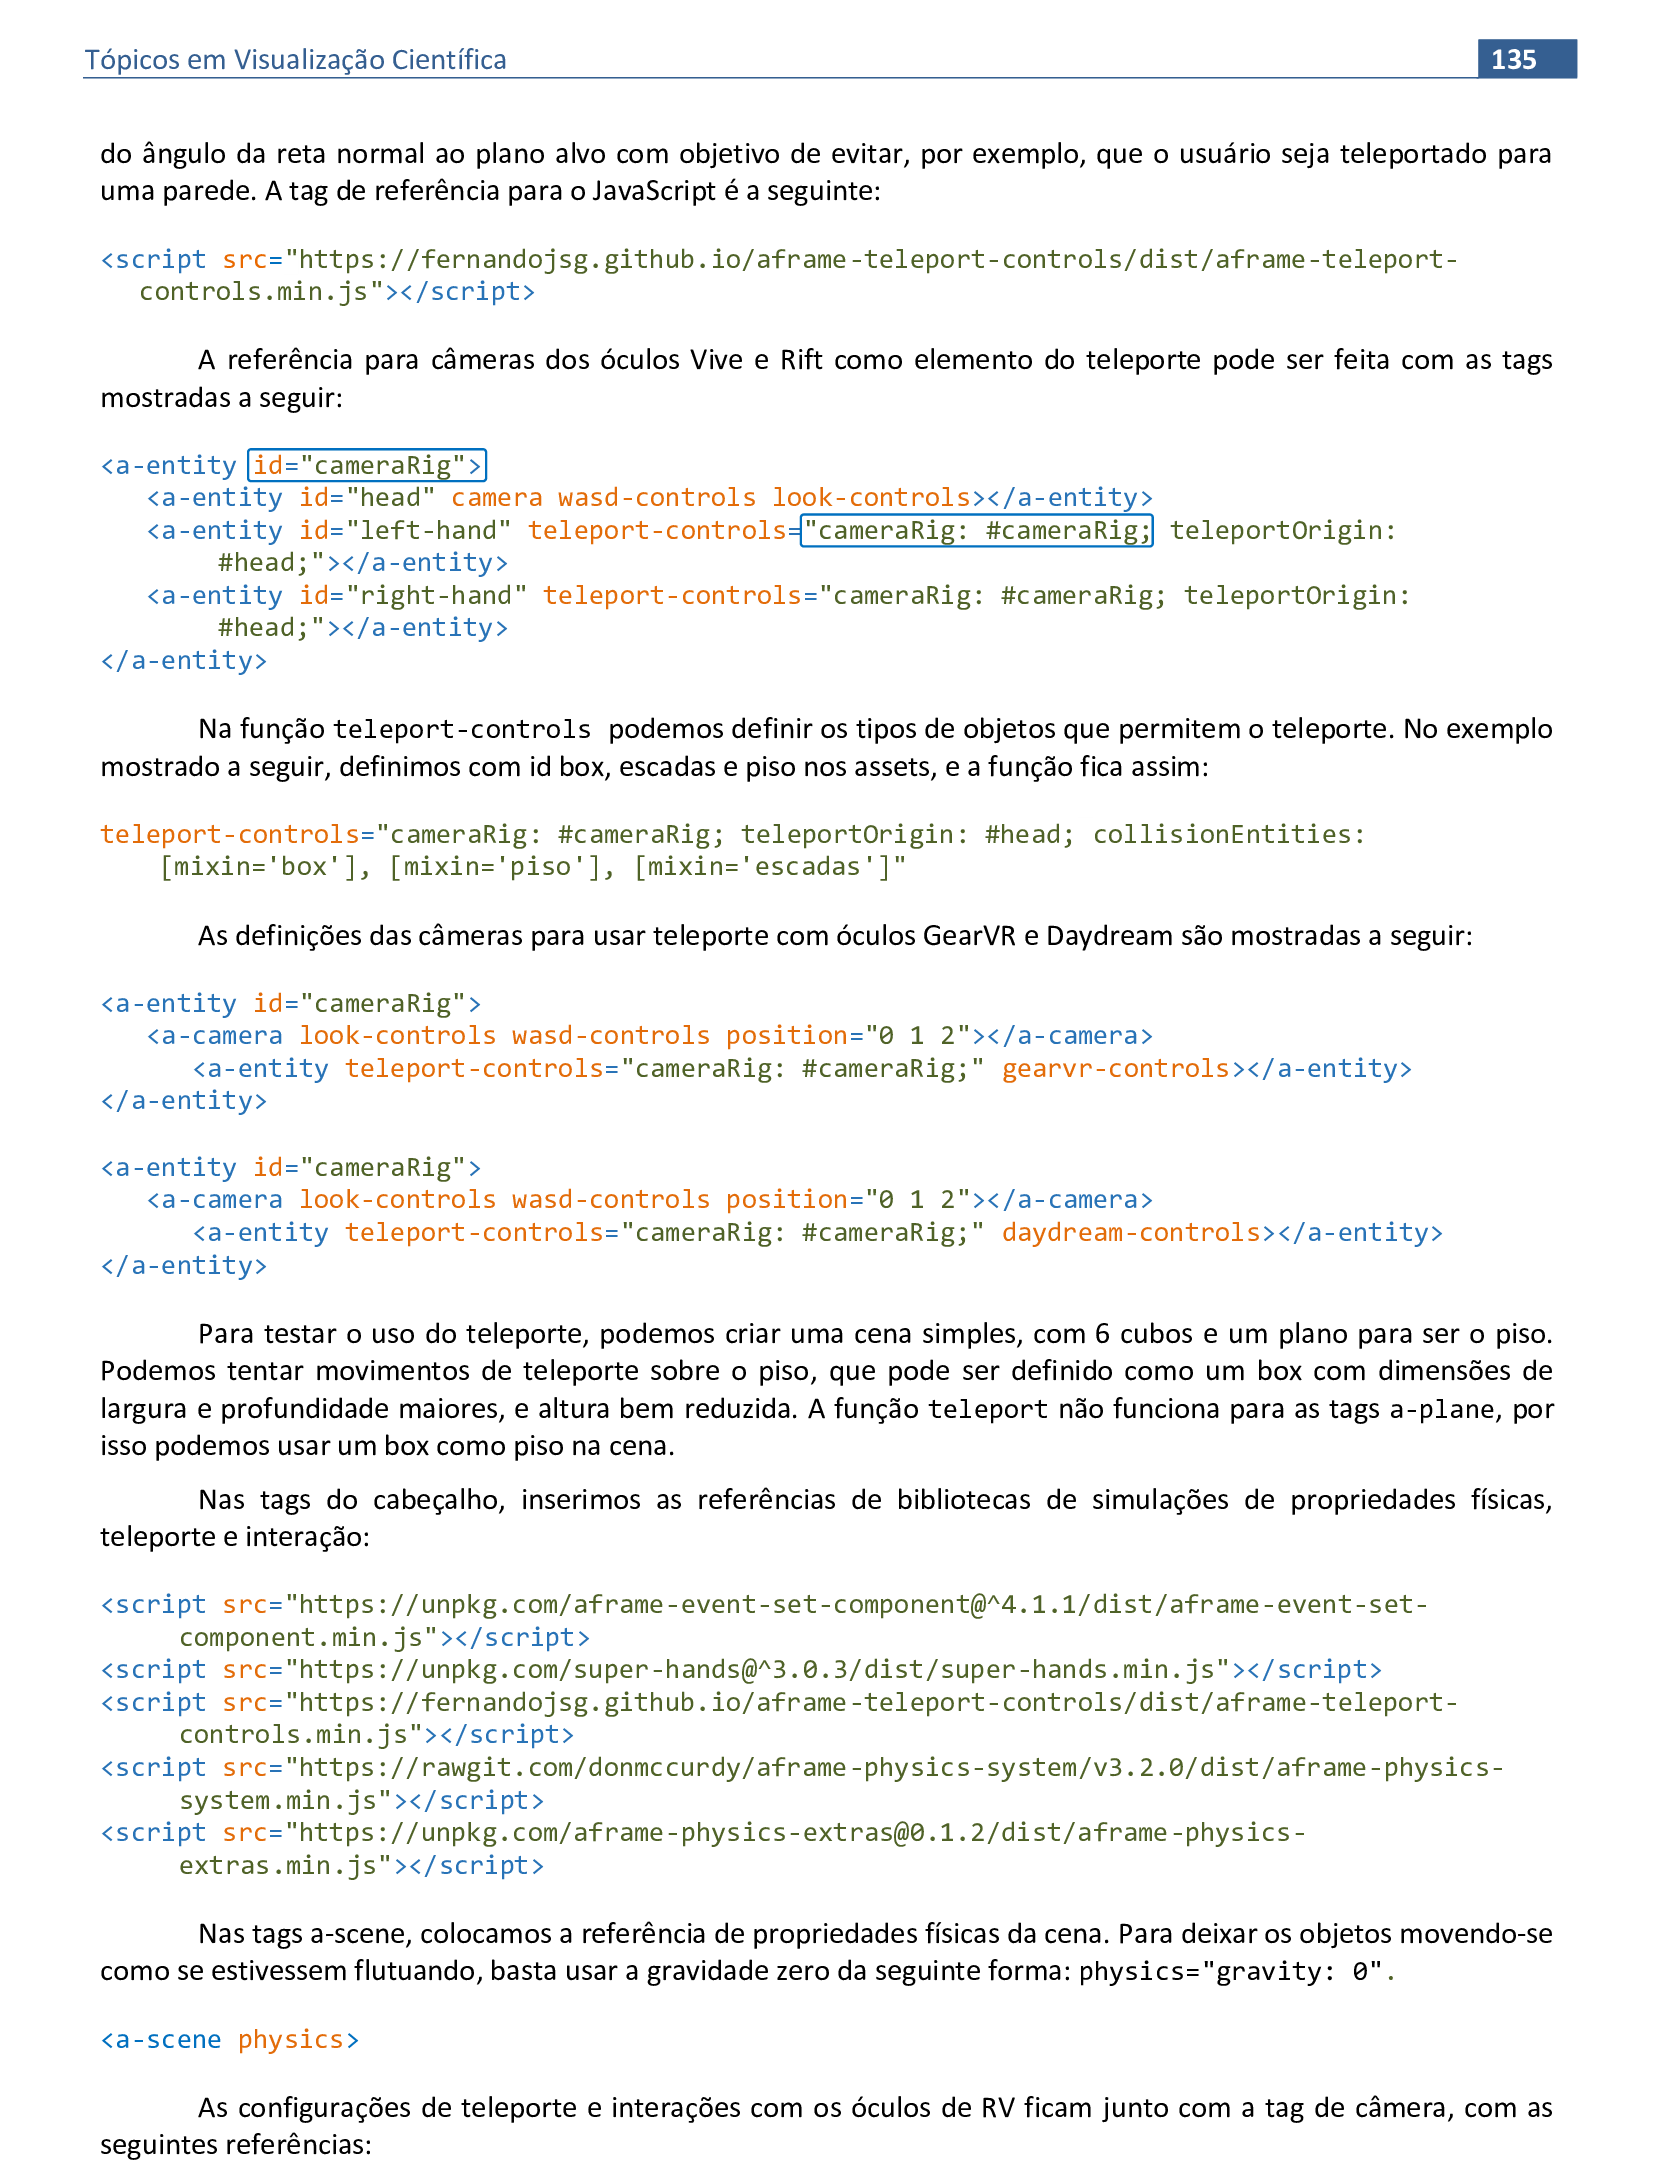 Tópicos em Visualização Científica 135
do ângulo da reta normal ao plano alvo com objetivo de evitar, por exemplo, que o usuário seja teleportado para
uma parede. A tag de referência para o JavaScript é a seguinte:
<script src="https://fernandojsg.github.io/aframe-teleport-controls/dist/aframe-teleport-
controls.min.js"></script>
A referência para câmeras dos óculos Vive e Rift como elemento do teleporte pode ser feita com as tags
mostradas a seguir:
<a-entity id="cameraRig">
<a-entity id="head" camera wasd-controls look-controls></a-entity>
<a-entity id="left-hand" teleport-controls="cameraRig: #cameraRig; teleportOrigin:
#head;"></a-entity>
<a-entity id="right-hand" teleport-controls="cameraRig: #cameraRig; teleportOrigin:
#head;"></a-entity>
</a-entity>
Na função teleport-controls podemos definir os tipos de objetos que permitem o teleporte. No exemplo
mostrado a seguir, definimos com id box, escadas e piso nos assets, e a função fica assim:
teleport-controls="cameraRig: #cameraRig; teleportOrigin: #head; collisionEntities:
[mixin='box'], [mixin='piso'], [mixin='escadas']"
As definições das câmeras para usar teleporte com óculos GearVR e Daydream são mostradas a seguir:
<a-entity id="cameraRig">
<a-camera look-controls wasd-controls position="0 1 2"></a-camera>
<a-entity teleport-controls="cameraRig: #cameraRig;" gearvr-controls></a-entity>
</a-entity>
<a-entity id="cameraRig">
<a-camera look-controls wasd-controls position="0 1 2"></a-camera>
<a-entity teleport-controls="cameraRig: #cameraRig;" daydream-controls></a-entity>
</a-entity>
Para testar o uso do teleporte, podemos criar uma cena simples, com 6 cubos e um plano para ser o piso.
Podemos tentar movimentos de teleporte sobre o piso, que pode ser definido como um box com dimensões de
largura e profundidade maiores, e altura bem reduzida. A função teleport não funciona para as tags a-plane, por
isso podemos usar um box como piso na cena.
Nas tags do cabeçalho, inserimos as referências de bibliotecas de simulações de propriedades físicas,
teleporte e interação:
<script src="https://unpkg.com/aframe-event-set-component@^4.1.1/dist/aframe-event-set-
component.min.js"></script>
<script src="https://unpkg.com/super-hands@^3.0.3/dist/super-hands.min.js"></script>
<script src="https://fernandojsg.github.io/aframe-teleport-controls/dist/aframe-teleport-
controls.min.js"></script>
<script src="https://rawgit.com/donmccurdy/aframe-physics-system/v3.2.0/dist/aframe-physics-
system.min.js"></script>
<script src="https://unpkg.com/aframe-physics-extras@0.1.2/dist/aframe-physics-
extras.min.js"></script>
Nas tags a-scene, colocamos a referência de propriedades físicas da cena. Para deixar os objetos movendo-se
como se estivessem flutuando, basta usar a gravidade zero da seguinte forma: physics="gravity: 0".
<a-scene physics>
As configurações de teleporte e interações com os óculos de RV ficam junto com a tag de câmera, com as
seguintes referências: